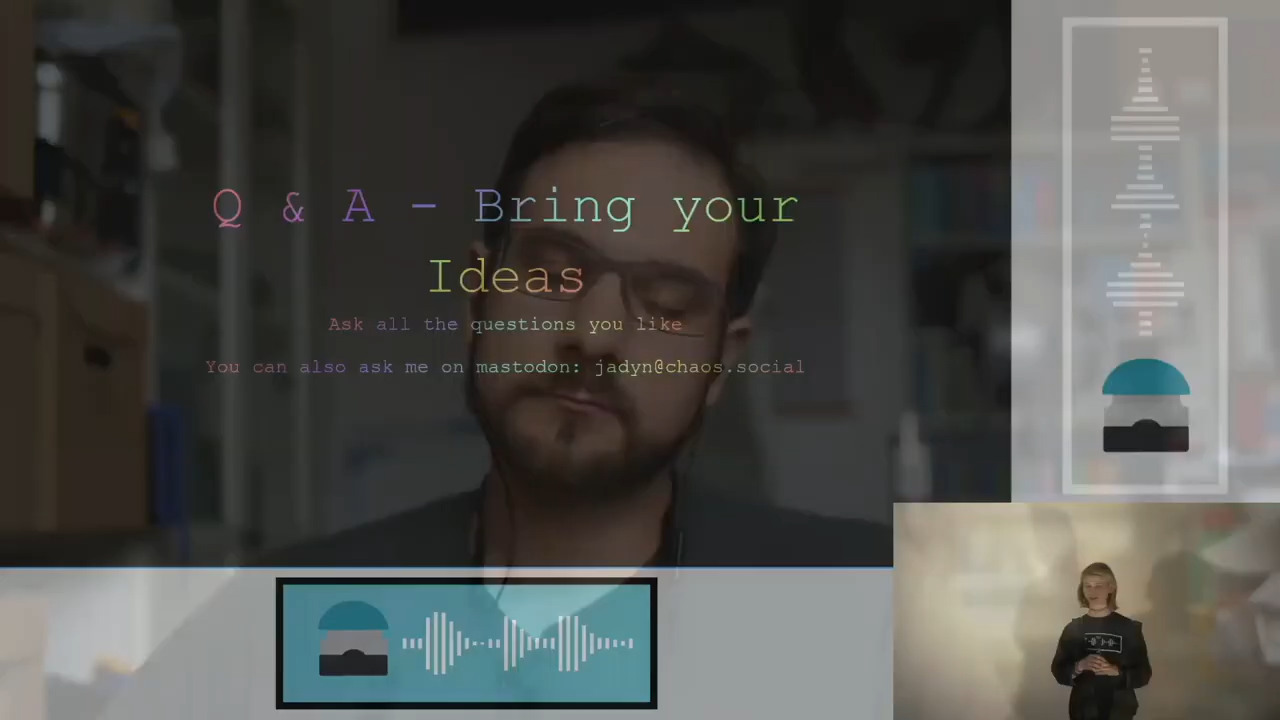 Q & A - Bring your
Ideas
Ask all the questions you like
You can also ask me on mastodon: jadyn@chaos.social